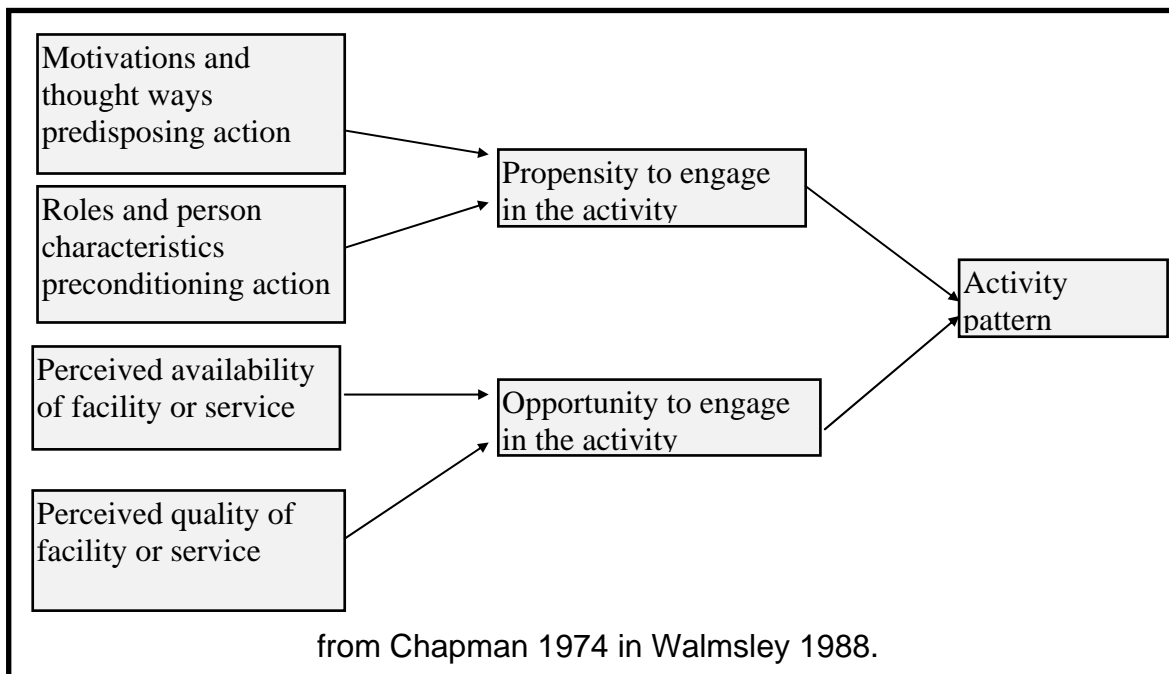 Motivations and
thought ways
predisposing action
Roles and person
characteristics
preconditioning action
Perceived availability
of facility or service
Perceived quality of
facility or service
Propensity to engage
in the activity
Opportunity to engage
in the activity
Activity
pattern
from Chapman 1974 in Walmsley 1988.